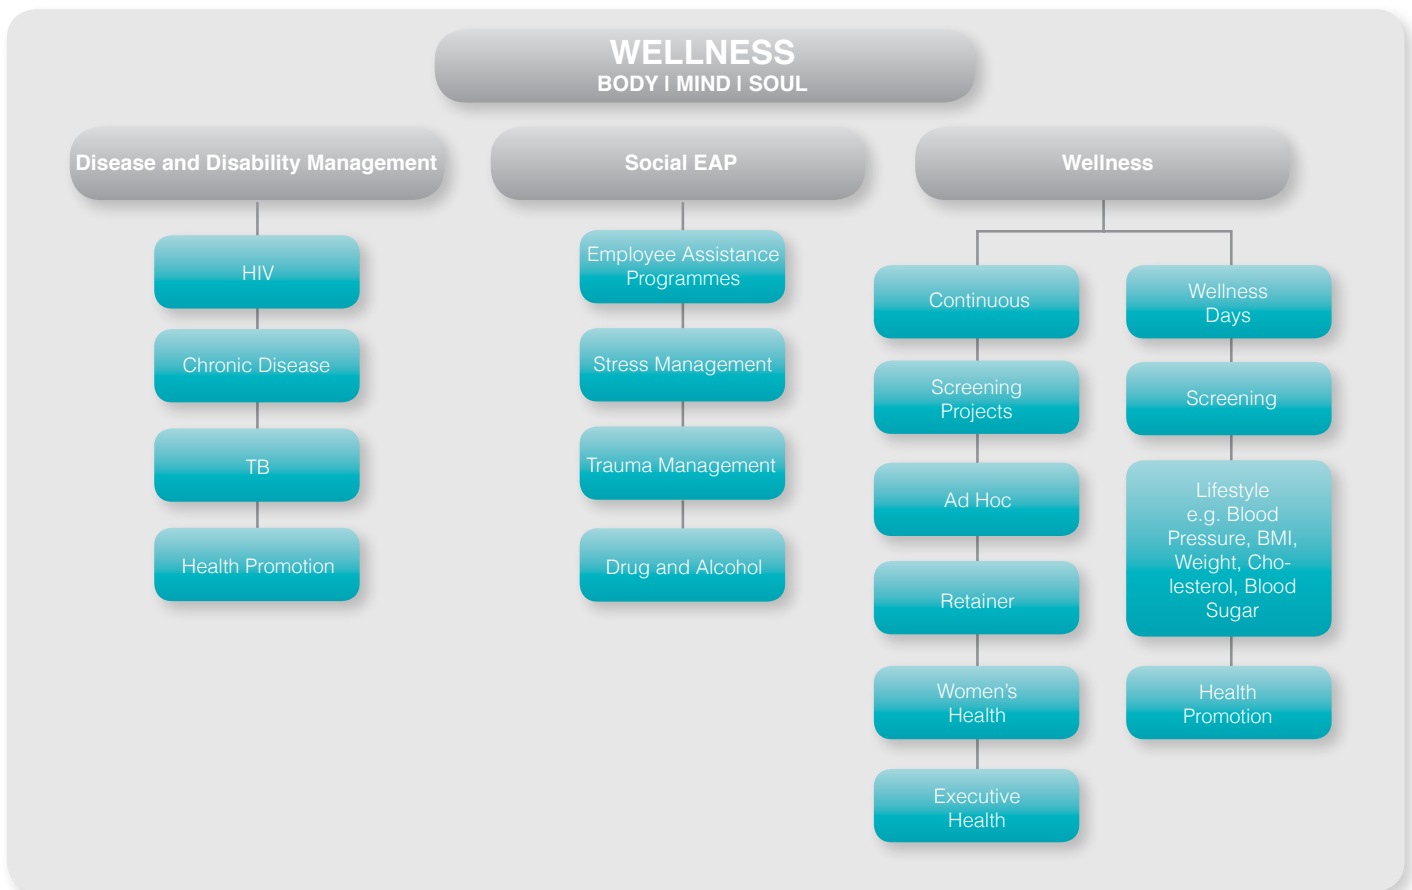 WELLNESS
BODY | MIND | SOUL
Disease and Disability Management
HIV
Chronic Disease
TB
Health Promotion
Social EAP
Employee Assistance
Programmes
Stress Management
Trauma Management
Drug and Alcohol
Wellness
Continuous
Screening
Projects
Ad Hoc
Retainer
Women's
Health
Executive
Health
Wellness
Days
Screening
Lifestyle
e.g. Blood
Pressure, BMI,
Weight, Cho-
lesterol, Blood
Sugar
Health
Promotion